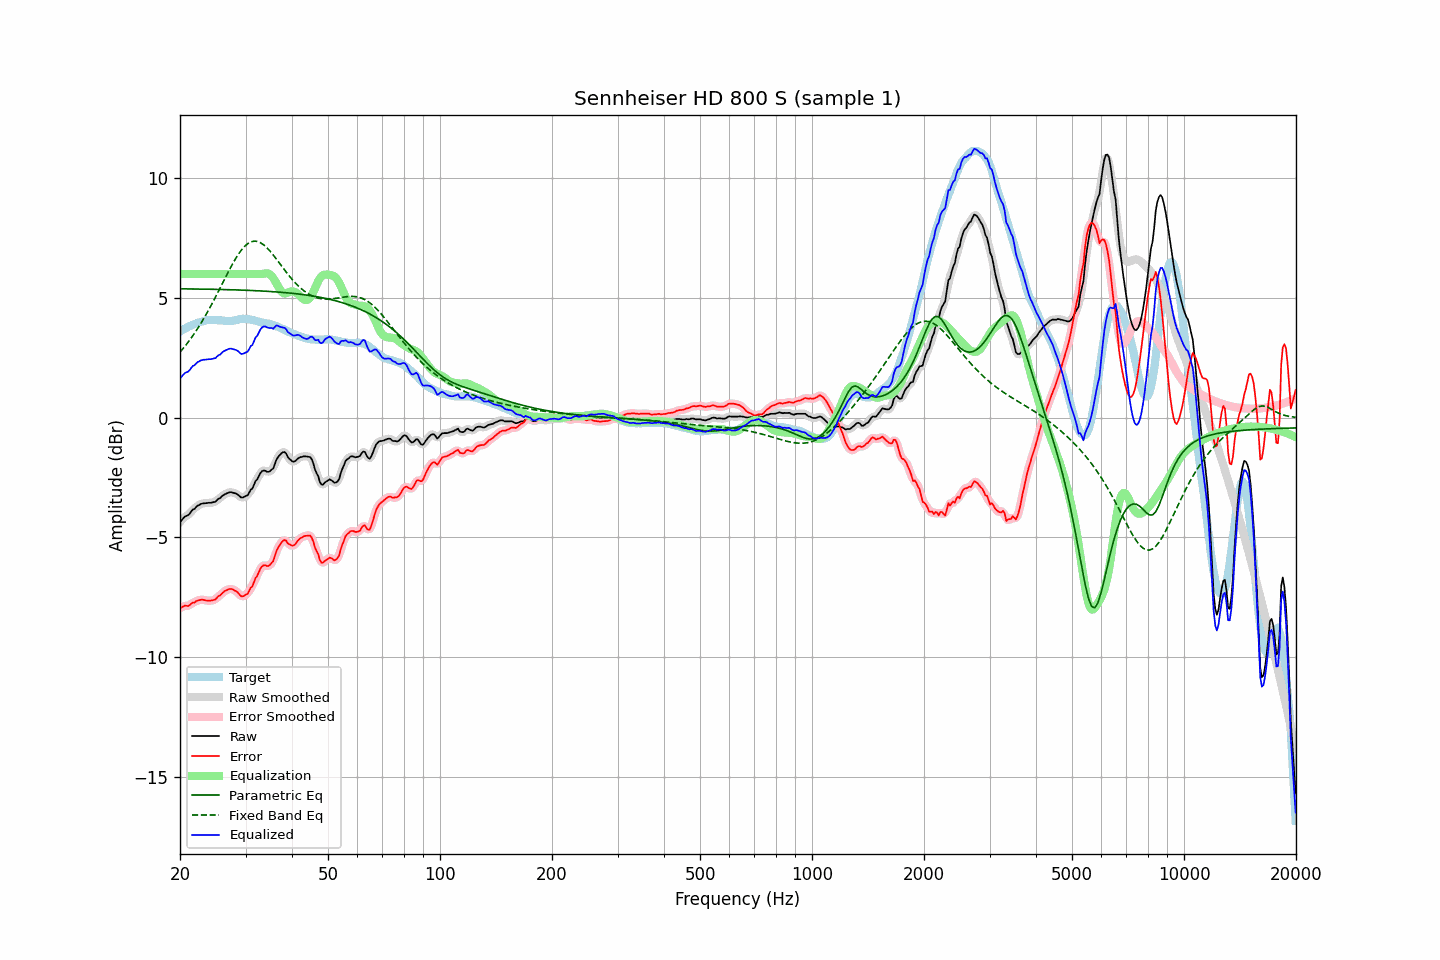 Sennheiser HD 800 S (sample 1)
10
5
0
−5
−10
−15
Amplitude (dBr)
Target
Raw Smoothed
Error Smoothed
Raw
Error
Equalization
Parametric Eq
Fixed Band Eq
Equalized
20 50 100 200 500 1000 2000 5000 10000 20000
Frequency (Hz)